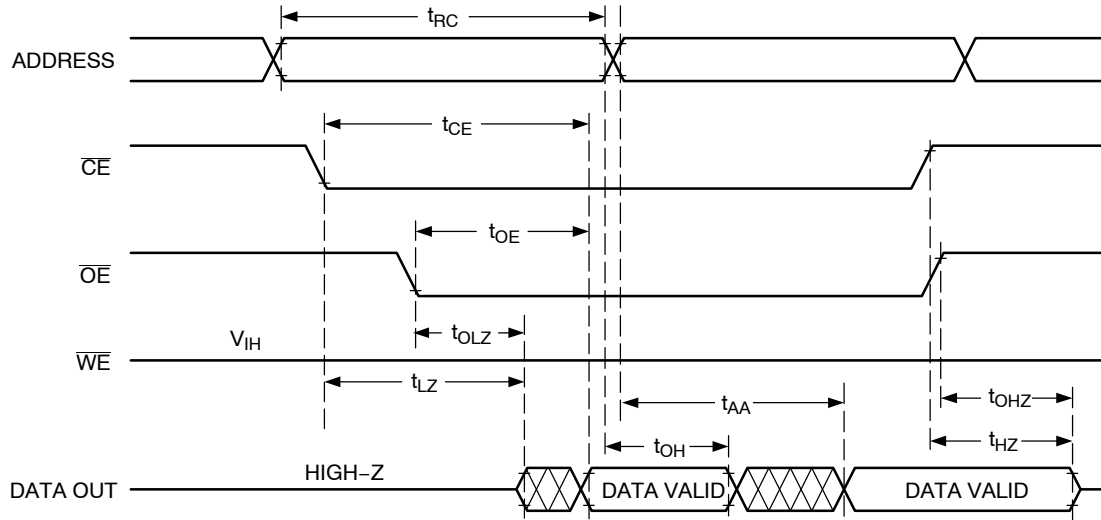 tRC
ADDRESS
tCE
CE
tOE
OE
tOLZ
VIH
WE
tLZ
tAA
tOHZ
tOH
tHZ
HIGH–Z
DATA OUT
DATA VALID
DATA VALID